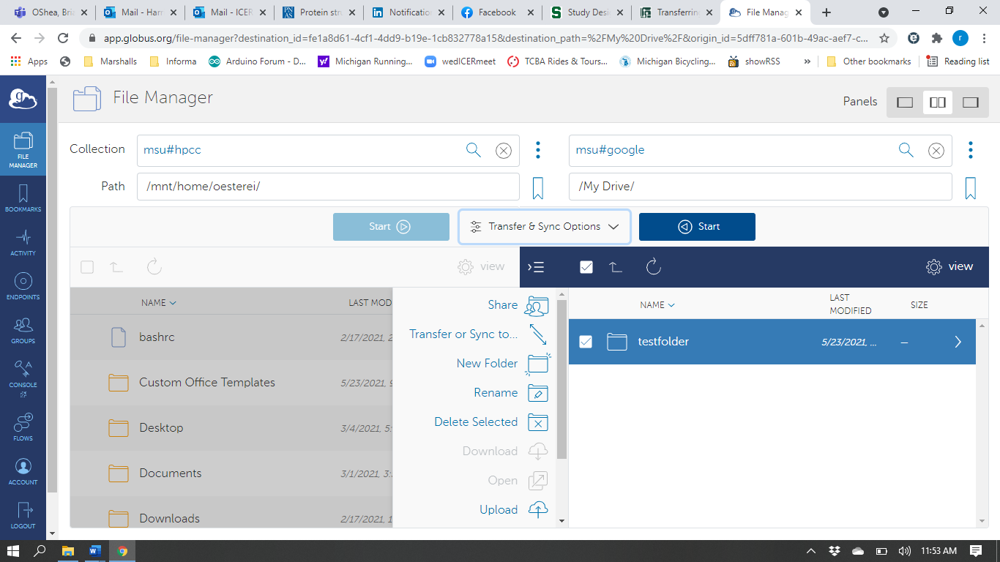 OShea, Bria
Mail - Harr
Mail - ICER
Protein str
Notification
Facebook
Study Desi
Transferring
File Manag
app.globus.org/file-manager?destination_id=fe1a8d61-4cf1-4dd9-b19e-1cb832778a15&destination_path=%2FMy%20Drive%2F&origin_id=5dff781a-601b-49ac-aef7-c...
r
Apps
Marshalls
Informa
Arduino Forum - D...
Michigan Running...
wedICERmeet
TCBA Rides & Tours...
Michigan Bicycling...
showRSS
»
Other bookmarks
Reading list
File Manager
Panels
Collection
msu#hpcc
msu#google
Path
/mnt/home/oesterei/
/My Drive/
Start
Transfer & Sync Options
Start
view
view
NAME
LAST MOD
bashrc
2/17/2021, 2
Custom Office Templates
5/23/2021, 9
Desktop
3/4/2021, 5:
Documents
3/1/2021, 3:
Downloads
2/17/2021, 1
Share
Transfer or Sync to...
New Folder
Rename
Delete Selected
Download
Open
Upload
NAME
LAST
MODIFIED
SIZE
testfolder
5/23/2021, ...
—
FILE
MANAGER
BOOKMARKS
ACTIVITY
ENDPOINTS
GROUPS
CONSOLE
FLOWS
ACCOUNT
LOGOUT
11:53 AM